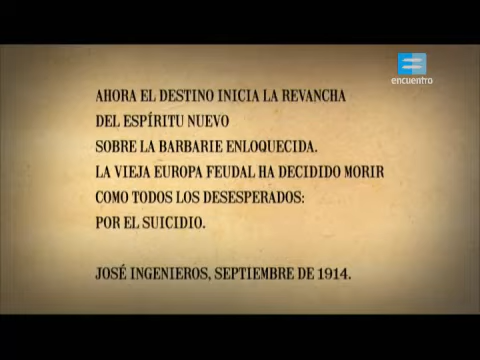 encuentro
AHORA EL DESTINO INICIA LA REVANCHA
DEL ESPÍRITU NUEVO
SOBRE LA BARBARIE ENLOQUECIDA.
LA VIEJA EUROPA FEUDAL HA DECIDIDO MORIR
COMO TODOS LOS DESESPERADOS:
POR EL SUICIDIO.
JOSÉ INGENIEROS, SEPTIEMBRE DE 1914.